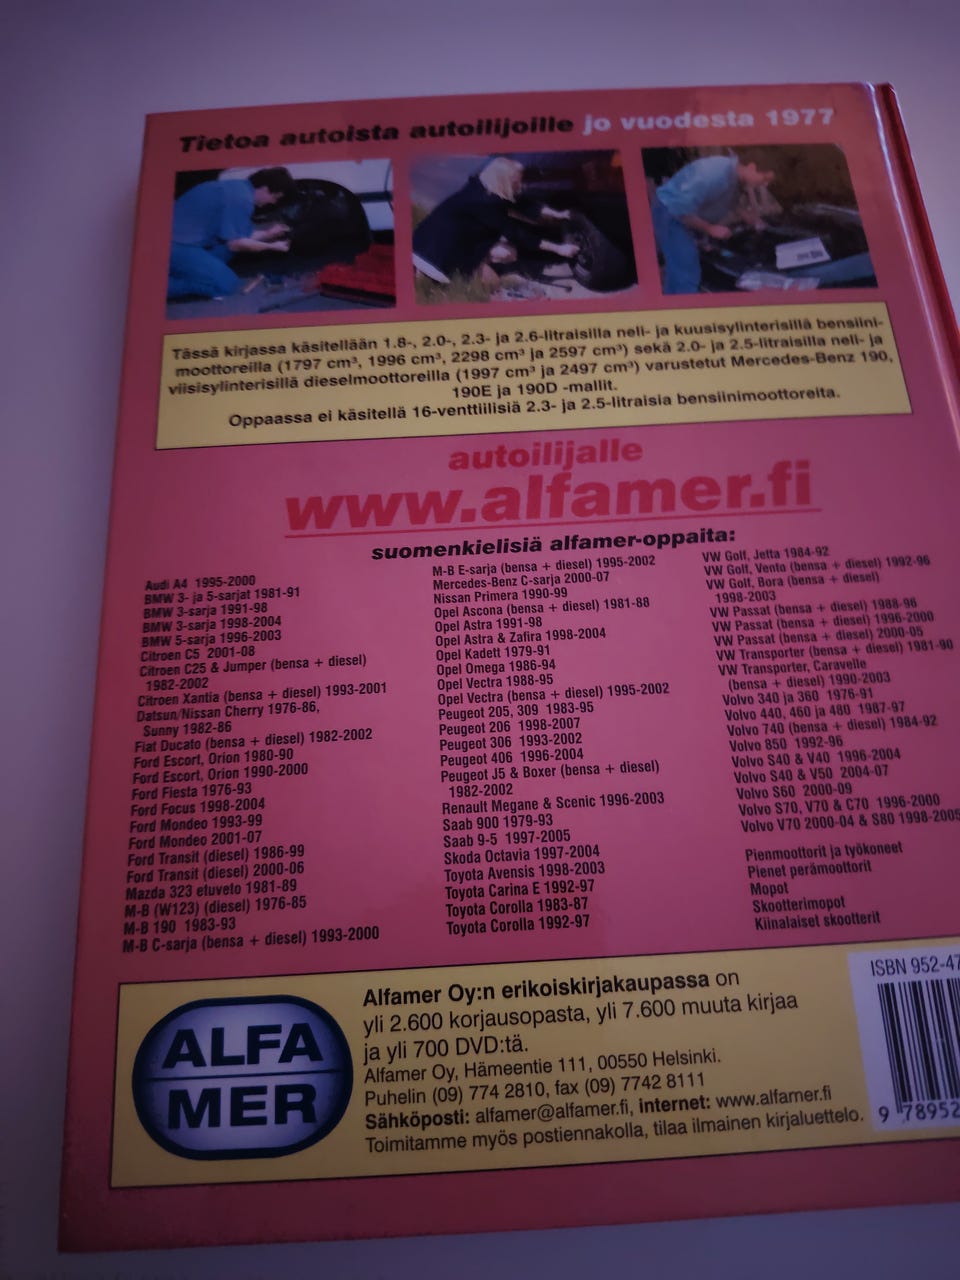 Tietoa autoista autoilijoille jo vuodesta 1977
Tässä kirjassa käsitellään 1.8-, 2.0-, 2.3- ja 2.6-litraisilla neli- ja kuusisylinterisillä bensiini-
moottoreilla (1797 cm³, 1996 cm³, 2298 cm³ ja 2597 cm³) sekä 2.0- ja 2.5-litraisilla neli- ja
viisisylinterisillä dieselmoottoreilla (1997 cm³ ja 2497 cm³) varustetut Mercedes-Benz 190,
190E ja 190D -mallit.
Oppaassa ei käsitellä 16-venttiilisiä 2.3- ja 2.5-litraisia bensiinimoottoreita.
autoilijalle
www.alfamer.fi
suomenkielisiä alfamer-oppaita:
Audi A4 1995-2000
BMW 3- ja 5-sarjat 1981-91
BMW 3-sarja 1991-98
BMW 3-sarja 1998-2004
BMW 5-sarja 1996-2003
Citroen C5 2001-08
Citroen C25 & Jumper (bensa + diesel)
1982-2002
Citroen Xantia (bensa + diesel) 1993-2001
Datsun/Nissan Cherry 1976-86,
Sunny 1982-86
Fiat Ducato (bensa + diesel) 1982-2002
Ford Escort, Orion 1980-90
Ford Escort, Orion 1990-2000
Ford Fiesta 1976-93
Ford Focus 1998-2004
Ford Mondeo 1993-99
Ford Mondeo 2001-07
Ford Transit (diesel) 1986-99
Ford Transit (diesel) 2000-06
Mazda 323 etuveto 1981-89
M-B (W123) (diesel) 1976-85
M-B 190 1983-93
M-B C-sarja (bensa + diesel) 1993-2000
M-B E-sarja (bensa + diesel) 1995-2002
Mercedes-Benz C-sarja 2000-07
Nissan Primera 1990-99
Opel Ascona (bensa + diesel) 1981-88
Opel Astra 1991-98
Opel Astra & Zafira 1998-2004
Opel Kadett 1979-91
Opel Omega 1986-94
Opel Vectra 1988-95
Opel Vectra (bensa + diesel) 1995-2002
Peugeot 205, 309 1983-95
Peugeot 206 1998-2007
Peugeot 306 1993-2002
Peugeot 406 1996-2004
Peugeot J5 & Boxer (bensa + diesel)
1982-2002
Renault Megane & Scenic 1996-2003
Saab 900 1979-93
Saab 9-5 1997-2005
Skoda Octavia 1997-2004
Toyota Avensis 1998-2003
Toyota Carina E 1992-97
Toyota Corolla 1983-87
Toyota Corolla 1992-97
VW Golf, Jetta 1984-92
VW Golf, Vento (bensa + diesel) 1992-96
VW Golf, Bora (bensa + diesel)
1998-2003
VW Passat (bensa + diesel) 1988-96
VW Passat (bensa + diesel) 1996-2000
VW Passat (bensa + diesel) 2000-05
VW Transporter (bensa + diesel) 1981-90
VW Transporter, Caravelle
(bensa + diesel) 1990-2003
Volvo 340 ja 360 1976-91
Volvo 440, 460 ja 480 1987-97
Volvo 740 (bensa + diesel) 1984-92
Volvo 850 1992-96
Volvo S40 & V40 1996-2004
Volvo S40 & V50 2004-07
Volvo S60 2000-09
Volvo S70, V70 & C70 1996-2000
Volvo V70 2000-04 & S80 1998-2005
Pienmoottorit ja työkoneet
Pienet perämoottorit
Mopot
Skootterimopot
Kiinalaiset skootterit
ALFA
MER
Alfamer Oy:n erikoiskirjakaupassa on
yli 2.600 korjausopasta, yli 7.600 muuta kirjaa
ja yli 700 DVD:tä.
Alfamer Oy, Hämeentie 111, 00550 Helsinki.
Puhelin (09) 774 2810, fax (09) 7742 8111
Sähköposti: alfamer@alfamer.fi, internet: www.alfamer.fi
Toimitamme myös postiennakolla, tilaa ilmainen kirjaluettelo.
ISBN 952-47
9 78952